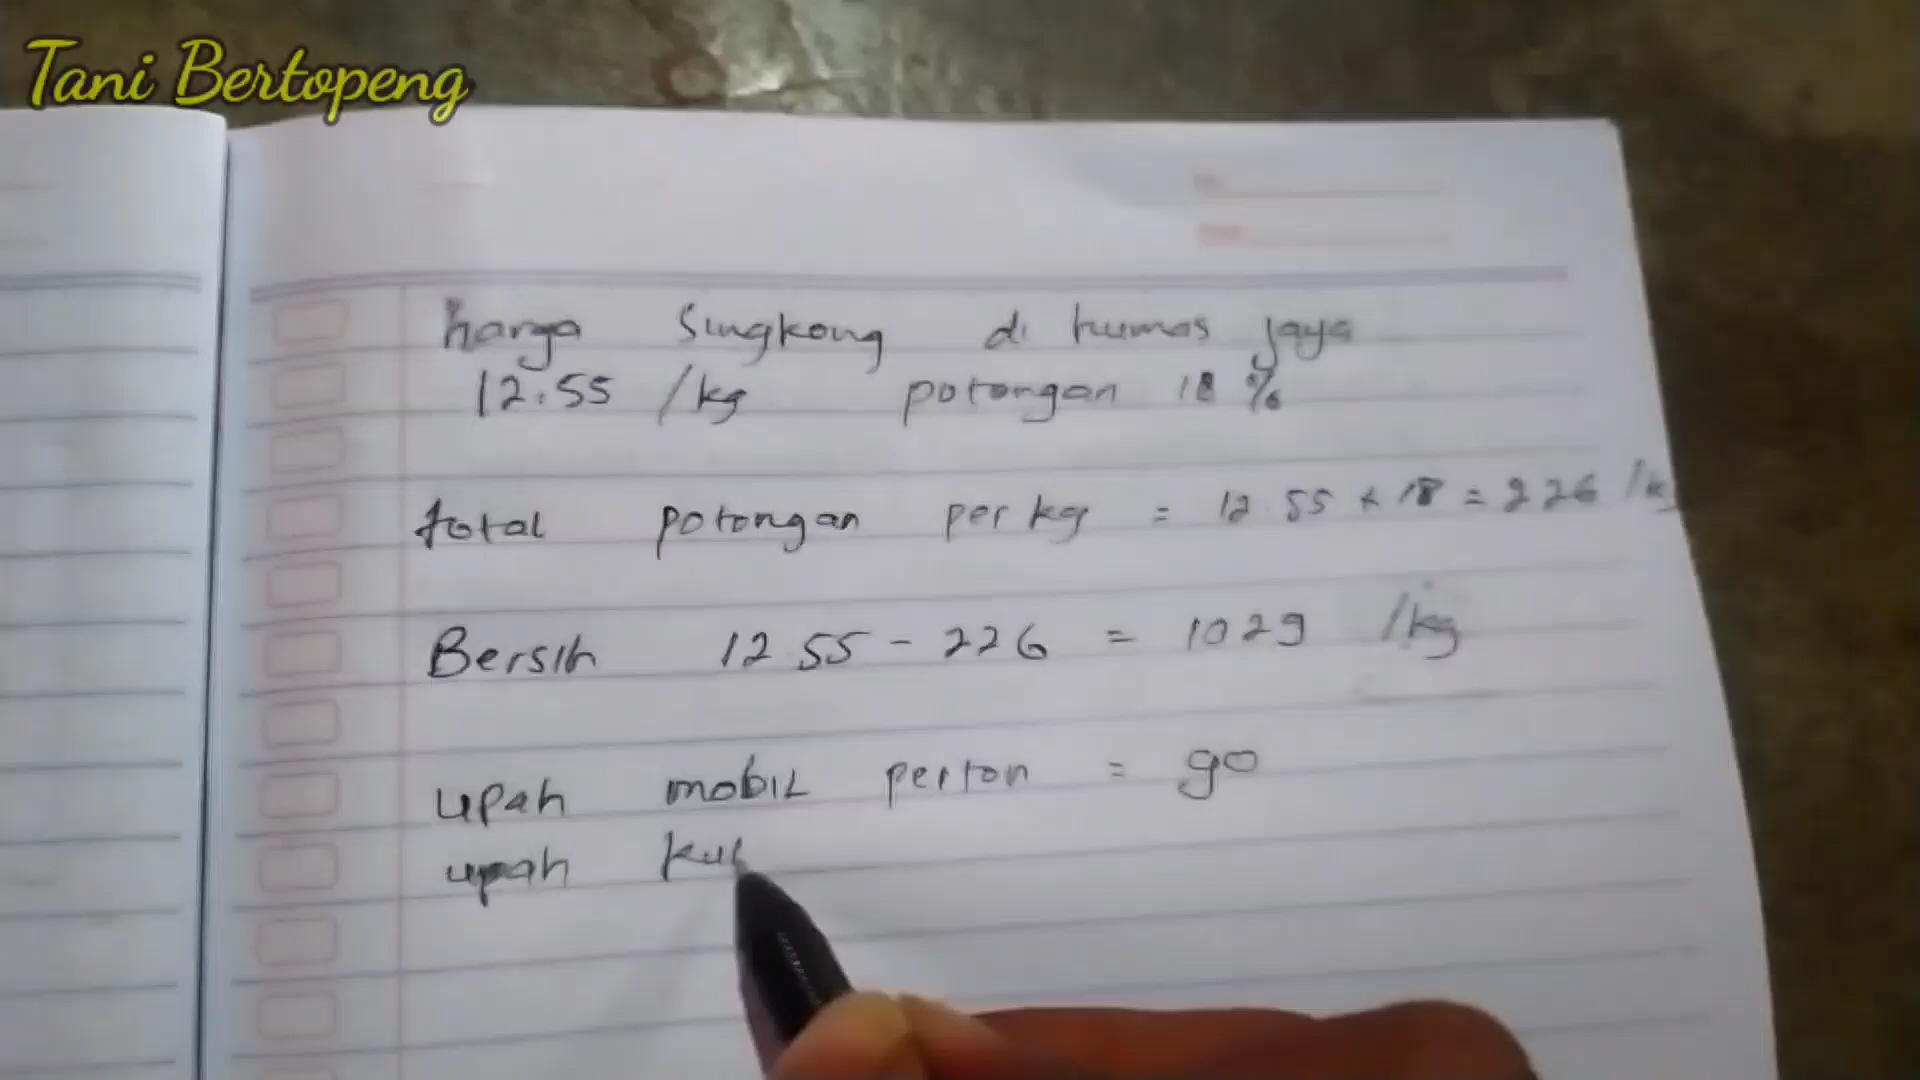 Tani Bertopeng
harga Singkong di humas jaya
12.55 /kg potongan 18 %
total potongan per kg = 12 55 x 18 = 226 /kg
Bersih 12 55 - 226 = 1029 /kg
upah mobil perton = 90
upah kul